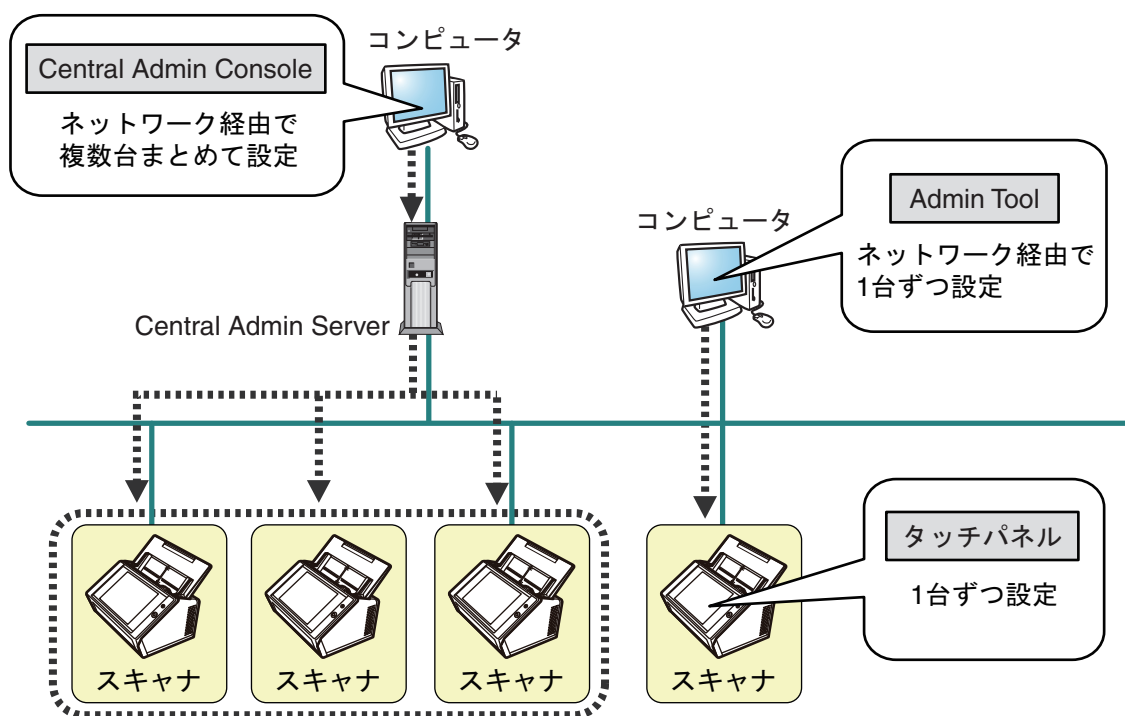 コンピュータ
Central Admin Console
ネットワーク経由で
複数台まとめて設定
コンピュータ
Admin Tool
ネットワーク経由で
1台ずつ設定
Central Admin Server
タッチパネル
1台ずつ設定
スキャナ
スキャナ
スキャナ
スキャナ